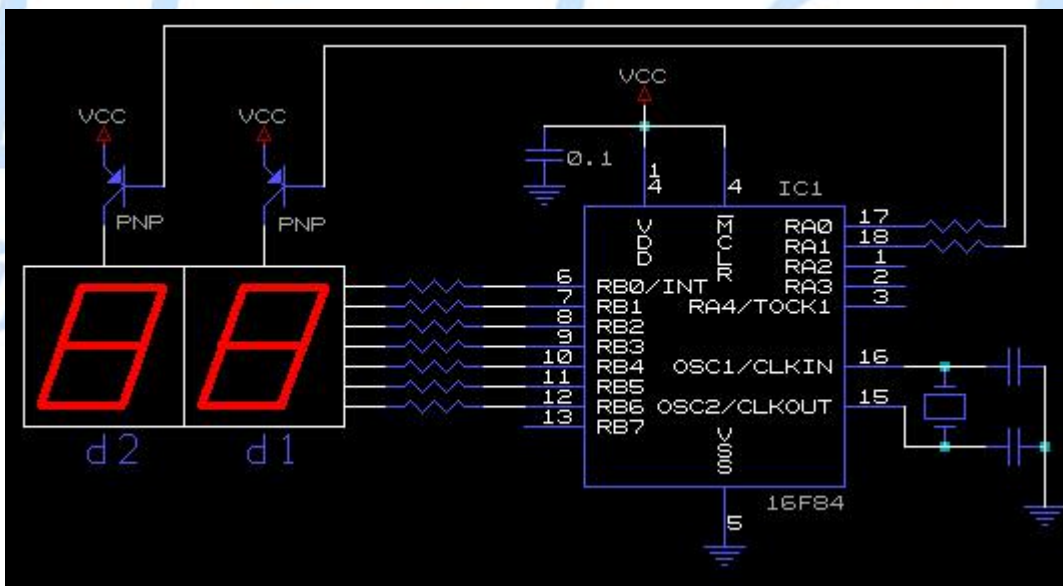 VCC
VCC
VCC
0.1
PNP
PNP
1
4
4
IC1
VDD
MCLR
RA0
17
RA1
18
RA2
1
RA3
2
RA4/TOCK1
3
6
RB0/INT
7
RB1
8
RB2
9
RB3
10
RB4
11
RB5
12
RB6
13
RB7
OSC1/CLKIN
16
OSC2/CLKOUT
15
VSS
16F84
5
d2
d1